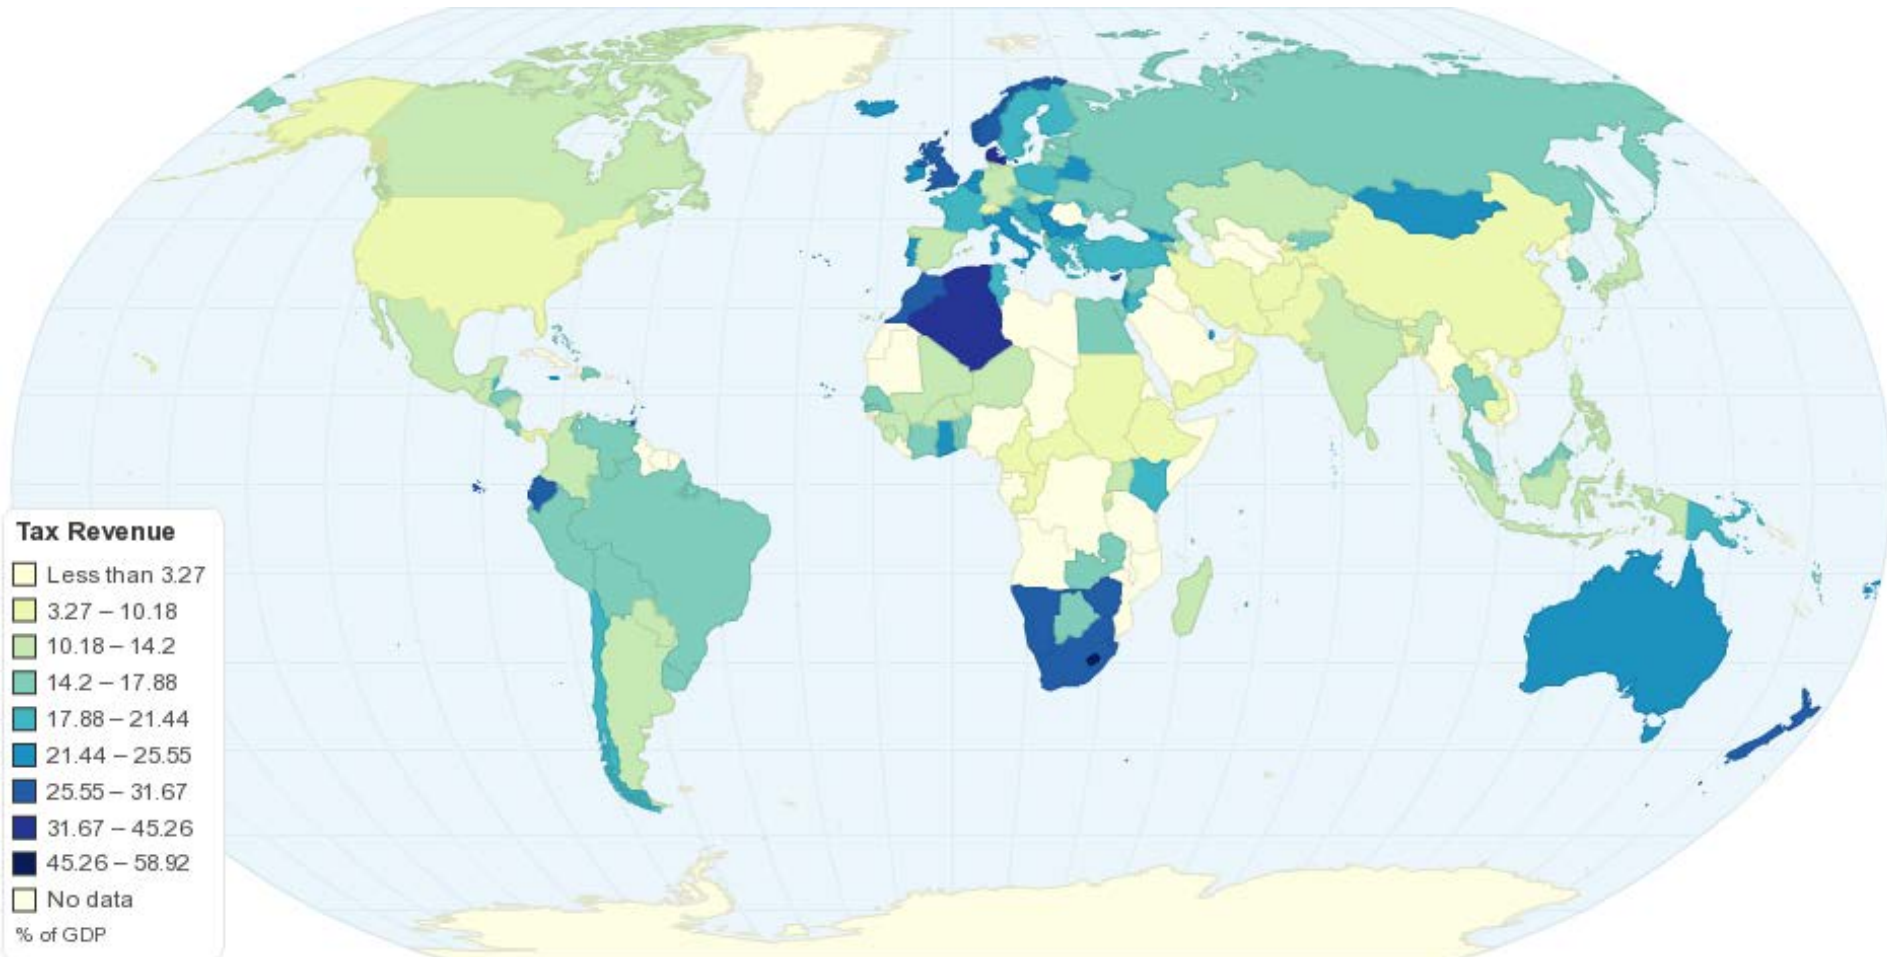 Tax Revenue
Less than 3.27
3.27 – 10.18
10.18 – 14.2
14.2 – 17.88
17.88 – 21.44
21.44 – 25.55
25.55 – 31.67
31.67 – 45.26
45.26 – 58.92
No data
% of GDP